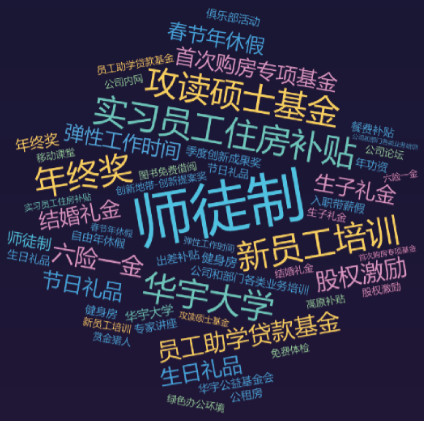 俱乐部活动
春节年休假
员工助学贷款基金
首次购房专项基金
公司内网
攻读硕士基金
实习员工住房补贴
餐费补贴
年终奖
弹性工作时间
季度创新成果奖
公司论坛
移动课堂
图书免费借阅
节日礼品
年功资
年终奖
创新地带-创新提案奖
生子礼金
六险一金
实习员工住房补贴
师徒制
入职带薪假
结婚礼金
生子礼金
春节年休假
新员工培训
师徒制
自由年休假
弹性工作时间
首次购房专项基金
生日礼品
六险一金
出差补贴
健身房
结婚礼金
股权激励
公司和部门各类业务培训
节日礼品
华宇大学
股权激励
高原补贴
健身房
华宇大学
攻读硕士基金
新员工培训
专家讲座
员工助学贷款基金
赏金猎人
免费体检
生日礼品
华宇公益基金会
公租房
绿色办公环境